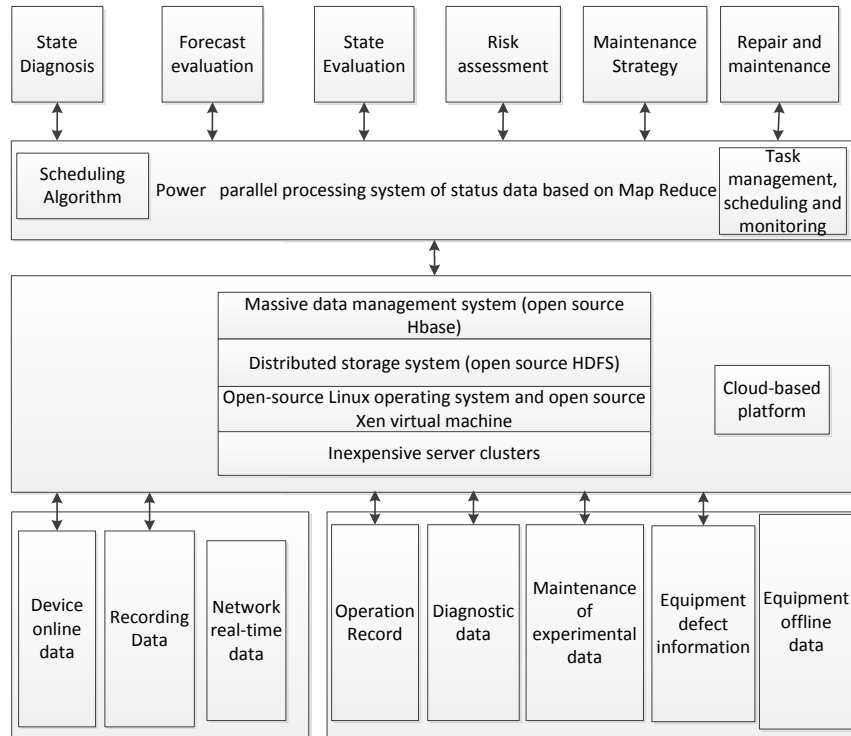 State
Diagnosis
Forecast
evaluation
State
Evaluation
Risk
assessment
Maintenance
Strategy
Repair and
maintenance
Scheduling
Algorithm
Power parallel processing system of status data based on Map Reduce
Task
management,
scheduling and
monitoring
Massive data management system (open source
Hbase)
Distributed storage system (open source HDFS)
Open-source Linux operating system and open source
Xen virtual machine
Inexpensive server clusters
Cloud-based
platform
Device
online
data
Recording
Data
Network
real-time
data
Operation
Record
Diagnostic
data
Maintenance
of
experimental
data
Equipment
defect
information
Equipment
offline
data